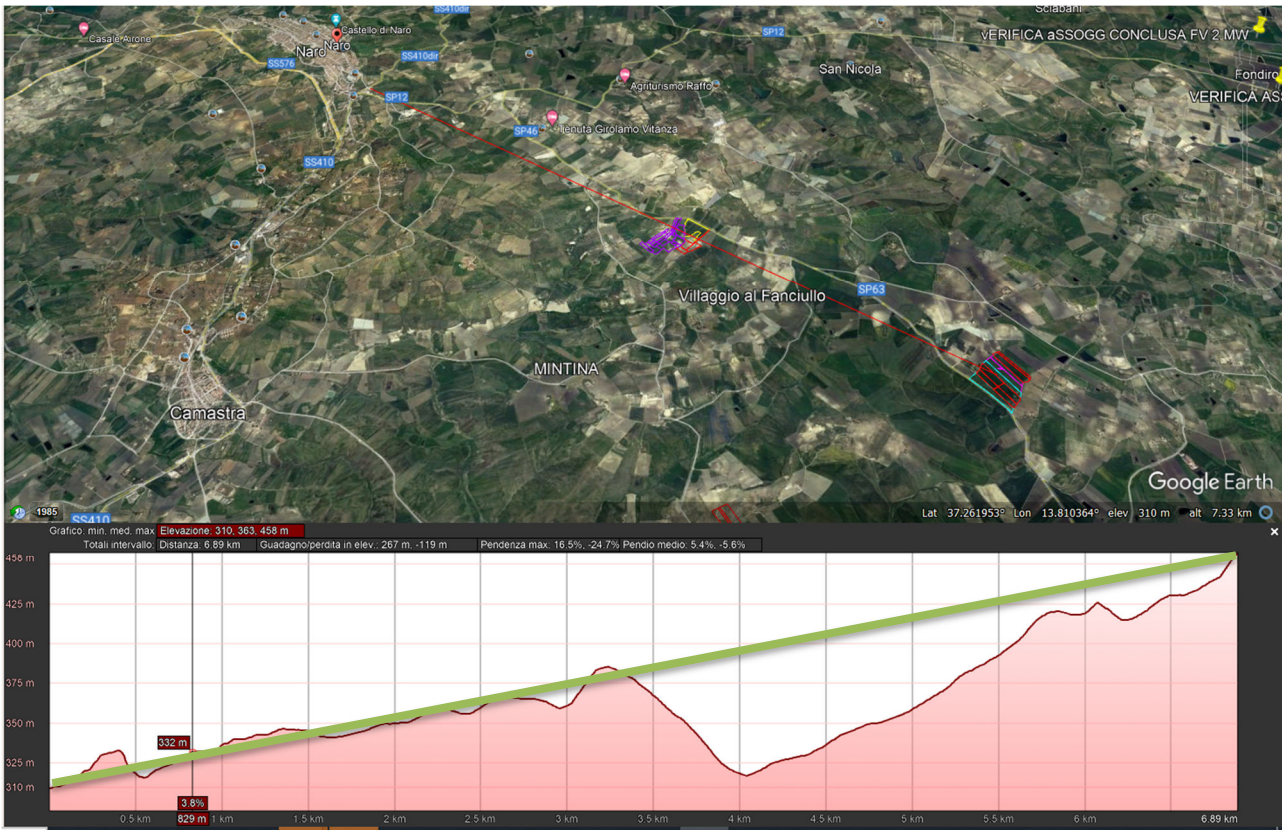 SS410dir
Sciabani
Casale Airone
Castello di Naro
SP12
vERIFICA aSSOGG CONCLUSA FV 2 MW
Naro
Naro
SS410dir
SS576
San Nicola
Fondiro
Agriturismo Raffo
SP12
VERIFICA AS
SP46
Tenuta Girolamo Vitanza
SS410
SP63
Villaggio al Fanciullo
MINTINA
Camastra
Google Earth
1985
SS410
Lat 37.261953° Lon 13.810364° elev 310 m alt 7.33 km
Grafico: min, med, max Elevazione: 310, 363, 458 m
Totali intervallo: Distanza: 6.89 km Guadagno/perdita in elev.: 267 m, -119 m Pendenza max: 16.5%, -24.7% Pendio medio: 5.4%, -5.6%
458 m
425 m
400 m
375 m
350 m
332 m
325 m
310 m
3.8%
0.5 km 829 m 1 km 1.5 km 2 km 2.5 km 3 km 3.5 km 4 km 4.5 km 5 km 5.5 km 6 km 6.89 km